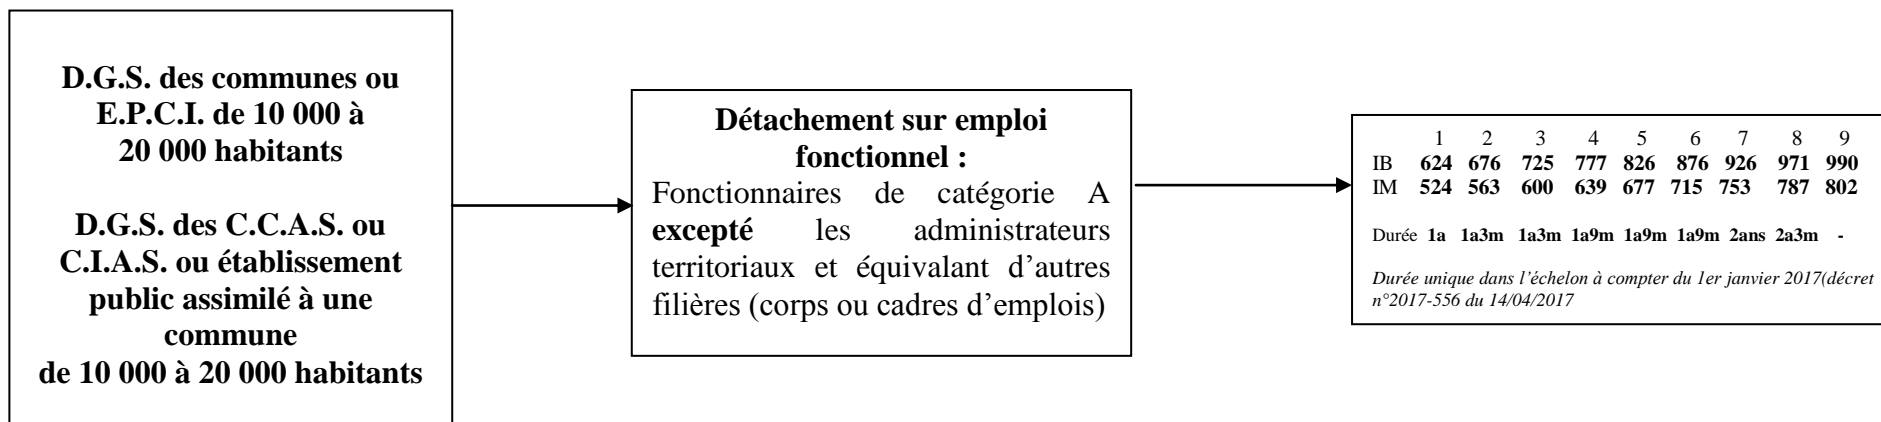 D.G.S. des communes ou
E.P.C.I. de 10 000 à
20 000 habitants
D.G.S. des C.C.A.S. ou
C.I.A.S. ou établissement
public assimilé à une
commune
de 10 000 à 20 000 habitants
Détachement sur emploi
fonctionnel :
Fonctionnaires de catégorie A
excepté les administrateurs
territoriaux et équivalant d’autres
filières (corps ou cadres d’emplois)
1 2 3 4 5 6 7 8 9
IB 624 676 725 777 826 876 926 971 990
IM 524 563 600 639 677 715 753 787 802
Durée 1a 1a3m 1a3m 1a9m 1a9m 1a9m 2ans 2a3m -
Durée unique dans l’échelon à compter du 1er janvier 2017(décret
n°2017-556 du 14/04/2017